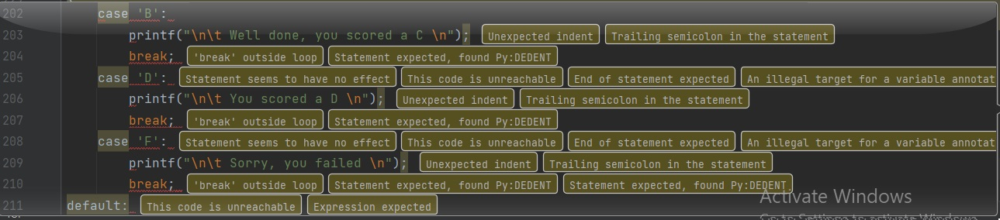 202 case 'B':
203 printf("\n\t Well done, you scored a C \n"); Unexpected indent Trailing semicolon in the statement
204 break; 'break' outside loop Statement expected, found Py:DEDENT
205 case 'D': Statement seems to have no effect This code is unreachable End of statement expected An illegal target for a variable annotat
206 printf("\n\t You scored a D \n"); Unexpected indent Trailing semicolon in the statement
207 break; 'break' outside loop Statement expected, found Py:DEDENT
208 case 'F': Statement seems to have no effect This code is unreachable End of statement expected An illegal target for a variable annotat
209 printf("\n\t Sorry, you failed \n"); Unexpected indent Trailing semicolon in the statement
210 break; 'break' outside loop Statement expected, found Py:DEDENT Statement expected, found Py:DEDENT
Activate Windows
211 default: This code is unreachable Expression expected
Go to Settings to activate Windows.